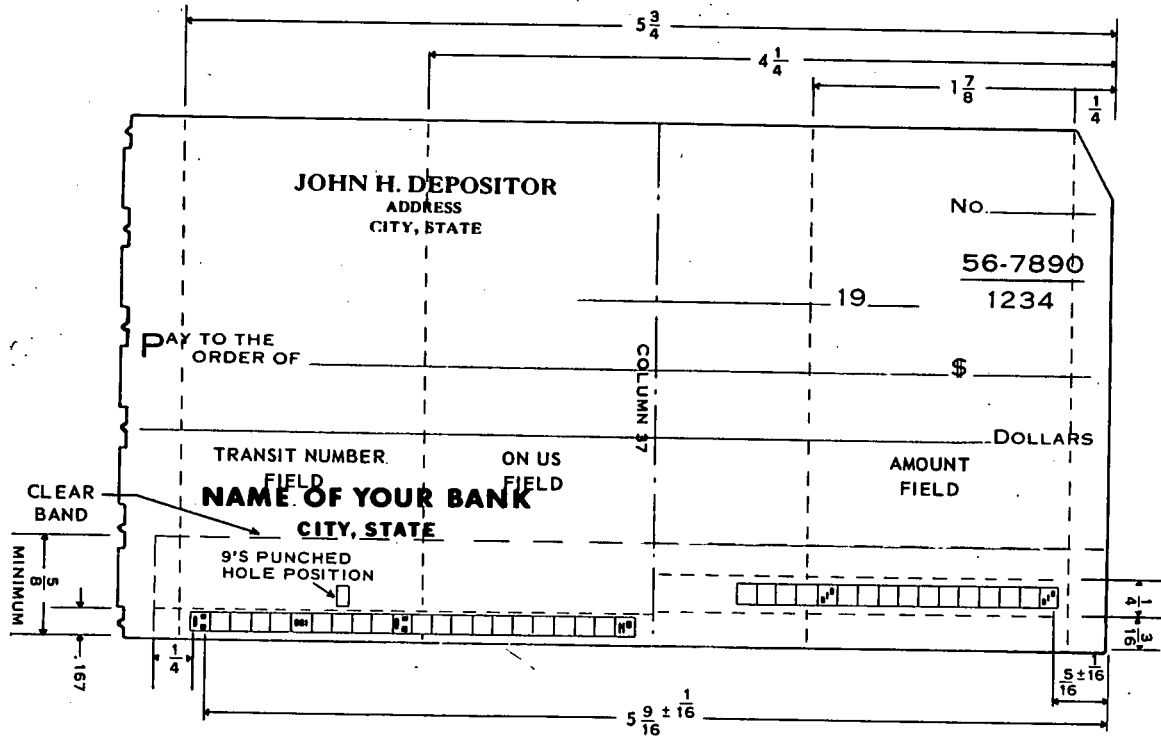 5 3/4
4 1/4
1 7/8
1/4
JOHN H. DEPOSITOR
ADDRESS
CITY, STATE
No.
56-7890
1234
19
PAY TO THE
ORDER OF
$
COLUMN 37
DOLLARS
TRANSIT NUMBER
FIELD
ON US
FIELD
AMOUNT
FIELD
CLEAR
BAND
NAME OF YOUR BANK
CITY, STATE
9'S PUNCHED
HOLE POSITION
5/8
MINIMUM
.167
1/4
1/4
3/16
5/16 ± 1/16
5 9/16 ± 1/16